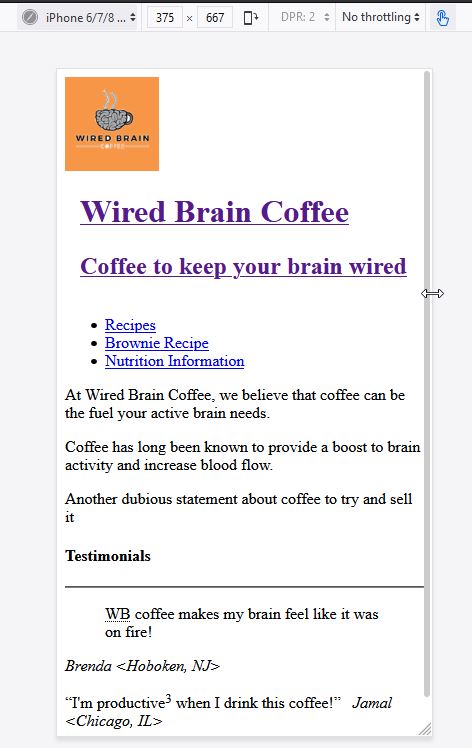 iPhone 6/7/8 ... 375 × 667 DPR: 2 No throttling
WIRED BRAIN
COFFEE
Wired Brain Coffee
Coffee to keep your brain wired
• Recipes
• Brownie Recipe
• Nutrition Information
At Wired Brain Coffee, we believe that coffee can be
the fuel your active brain needs.
Coffee has long been known to provide a boost to brain
activity and increase blood flow.
Another dubious statement about coffee to try and sell
it
Testimonials
WB coffee makes my brain feel like it was
on fire!
Brenda <Hoboken, NJ>
“I'm productive³ when I drink this coffee!” Jamal
<Chicago, IL>